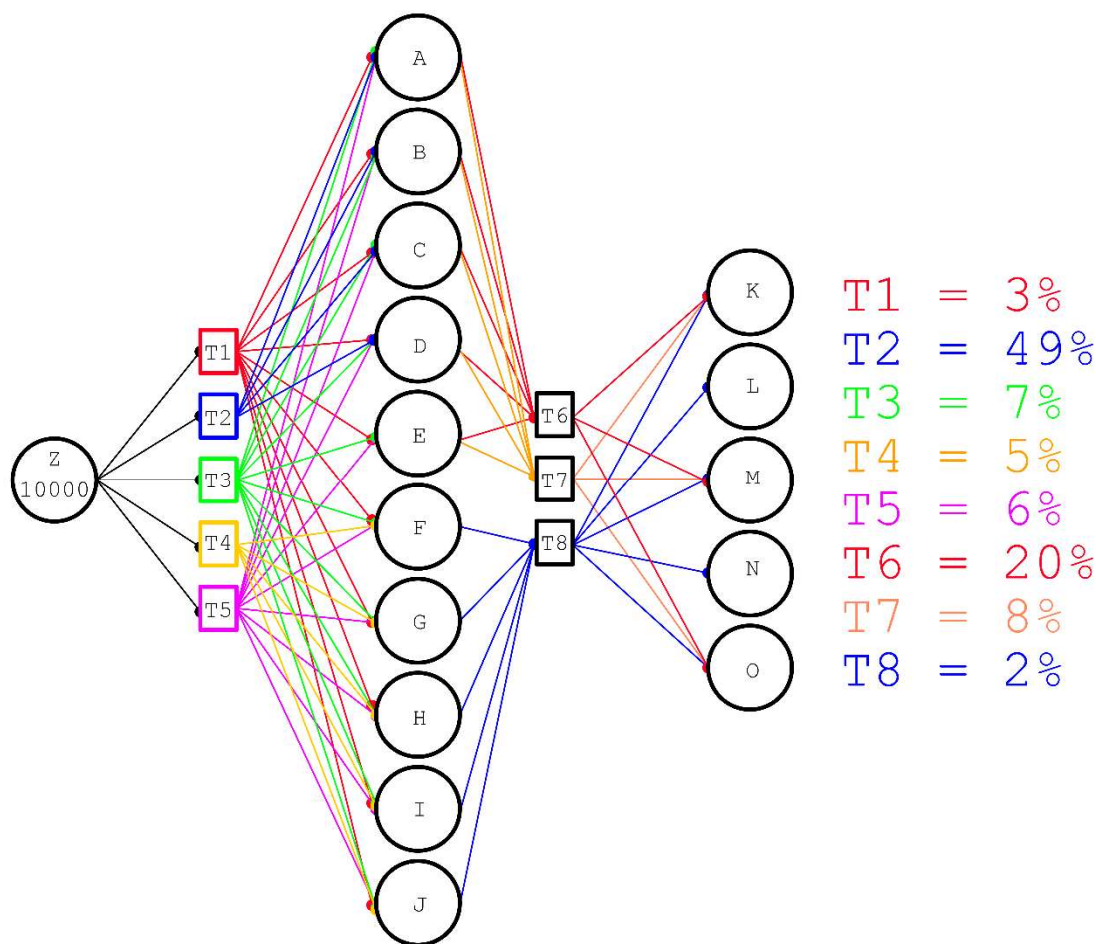 Z
10000
T1
T2
T3
T4
T5
A
B
C
D
E
F
G
H
I
J
T6
T7
T8
K
L
M
N
O
T1 = 3%
T2 = 49%
T3 = 7%
T4 = 5%
T5 = 6%
T6 = 20%
T7 = 8%
T8 = 2%